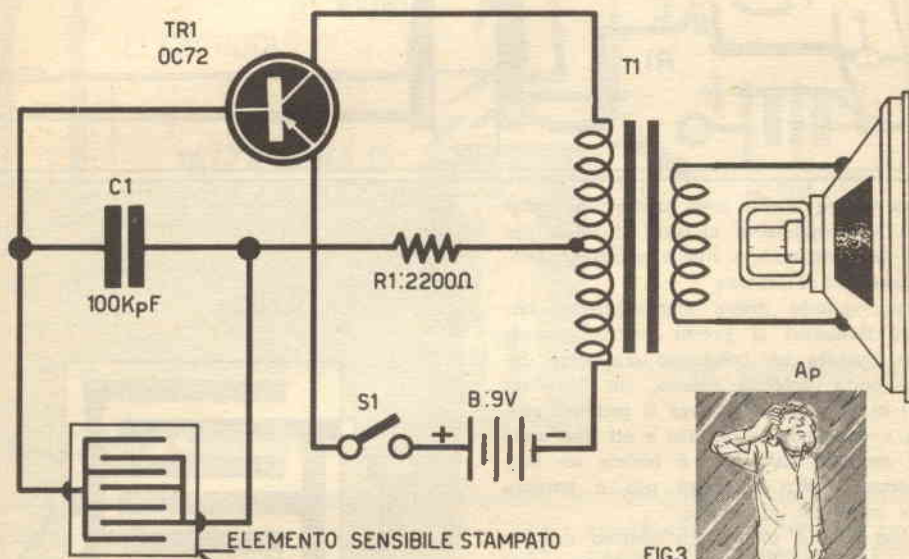 TR1
OC72
T1
C1
100KpF
R1:2200Ω
S1
B:9V
+
-
Ap
ELEMENTO SENSIBILE STAMPATO
FIG.3